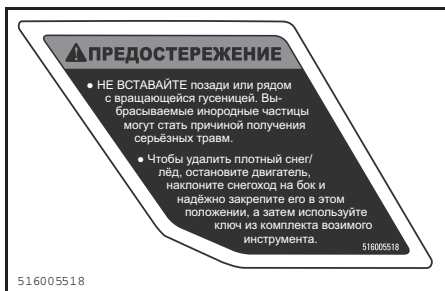 ПРЕДОСТЕРЕЖЕНИЕ
● НЕ ВСТАВАЙТЕ позади или рядом
с вращающейся гусеницей. Вы-
брасываемые инородные частицы
могут стать причиной получения
серьёзных травм.
● Чтобы удалить плотный снег/
лёд, остановите двигатель,
наклоните снегоход на бок и
надёжно закрепите его в этом
положении, а затем используйте
ключ из комплекта возимого
инструмента.
516005518
516005518